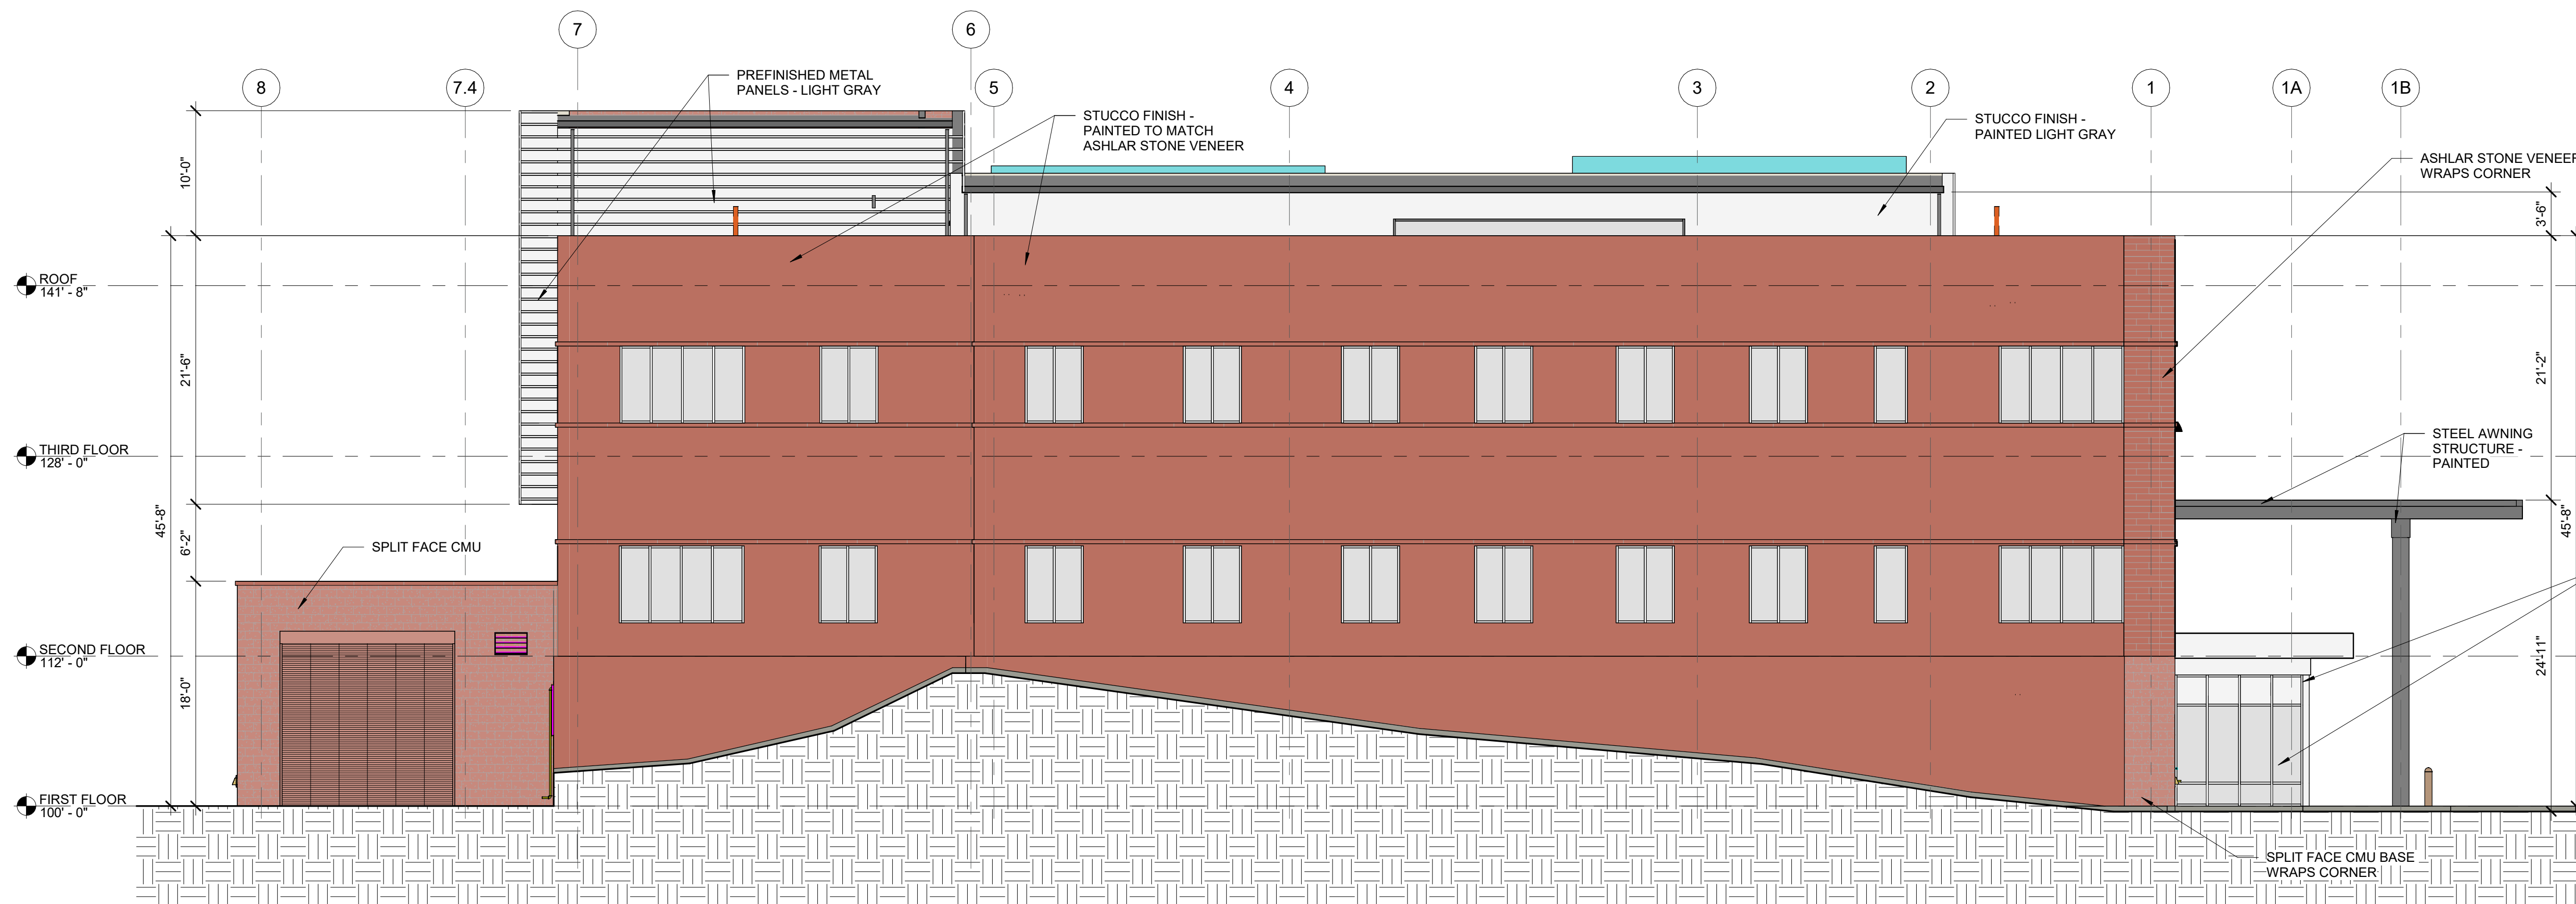 7
6
8
7.4
5
4
3
2
1
1A
1B
PREFINISHED METAL
PANELS - LIGHT GRAY
STUCCO FINISH -
PAINTED TO MATCH
ASHLAR STONE VENEER
STUCCO FINISH -
PAINTED LIGHT GRAY
ASHLAR STONE VENEER
WRAPS CORNER
10'-0"
3'-6"
ROOF
141' - 8"
21'-6"
21'-2"
THIRD FLOOR
128' - 0"
STEEL AWNING
STRUCTURE -
PAINTED
45'-8"
6'-2"
45'-8"
SPLIT FACE CMU
SECOND FLOOR
112' - 0"
18'-0"
24'-11"
FIRST FLOOR
100' - 0"
SPLIT FACE CMU BASE
WRAPS CORNER